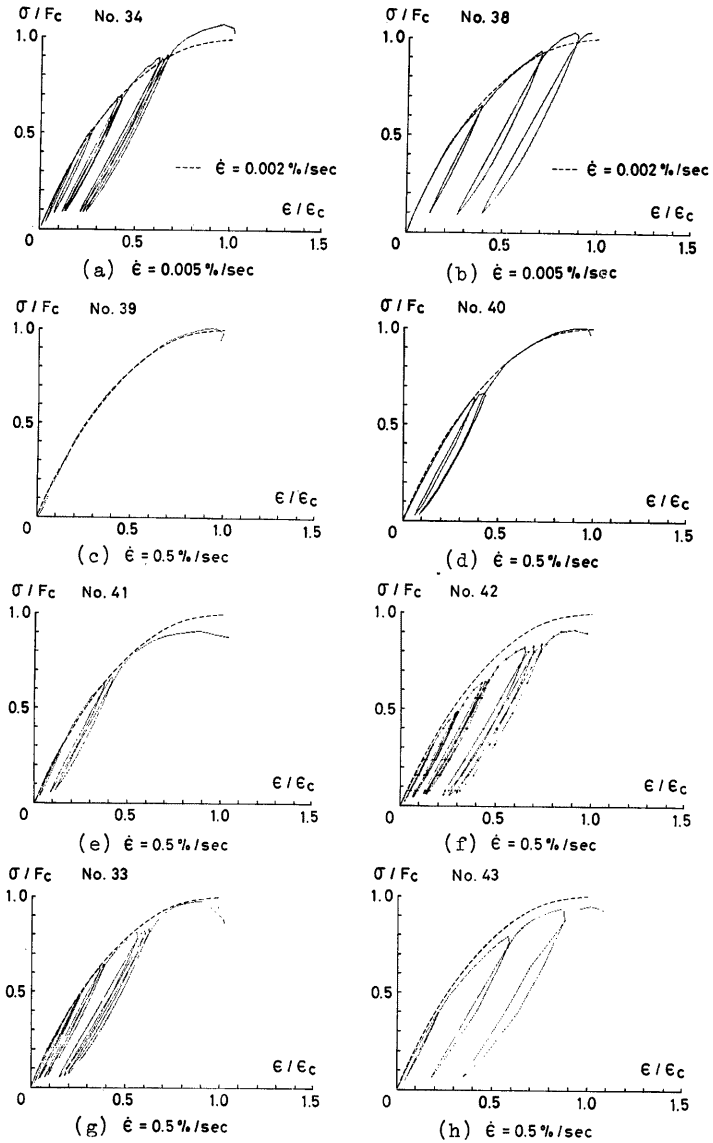 σ/Fc No. 34
1.0
0.5
---- ε̇ = 0.002 %/sec
ε/εc
0 0.5 1.0 1.5
(a) ε̇ = 0.005 %/sec
σ/Fc No. 38
1.0
0.5
---- ε̇ = 0.002 %/sec
ε/εc
0 0.5 1.0 1.5
(b) ε̇ = 0.005 %/sec
σ/Fc No. 39
1.0
0.5
ε/εc
0 0.5 1.0 1.5
(c) ε̇ = 0.5 %/sec
σ/Fc No. 40
1.0
0.5
ε/εc
0 0.5 1.0 1.5
(d) ε̇ = 0.5 %/sec
σ/Fc No. 41
1.0
0.5
ε/εc
0 0.5 1.0 1.5
(e) ε̇ = 0.5 %/sec
σ/Fc No. 42
1.0
0.5
ε/εc
0 0.5 1.0 1.5
(f) ε̇ = 0.5 %/sec
σ/Fc No. 33
1.0
0.5
ε/εc
0 0.5 1.0 1.5
(g) ε̇ = 0.5 %/sec
σ/Fc No. 43
1.0
0.5
ε/εc
0 0.5 1.0 1.5
(h) ε̇ = 0.5 %/sec